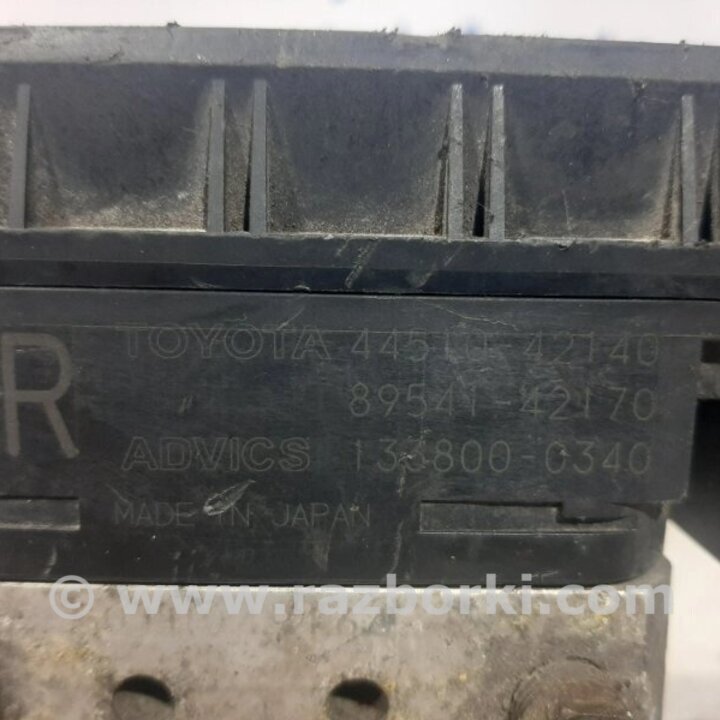 TOYOTA 44510-42140
R
89541-42170
ADVICS 133800-0340
MADE IN JAPAN
© www.razborki.com